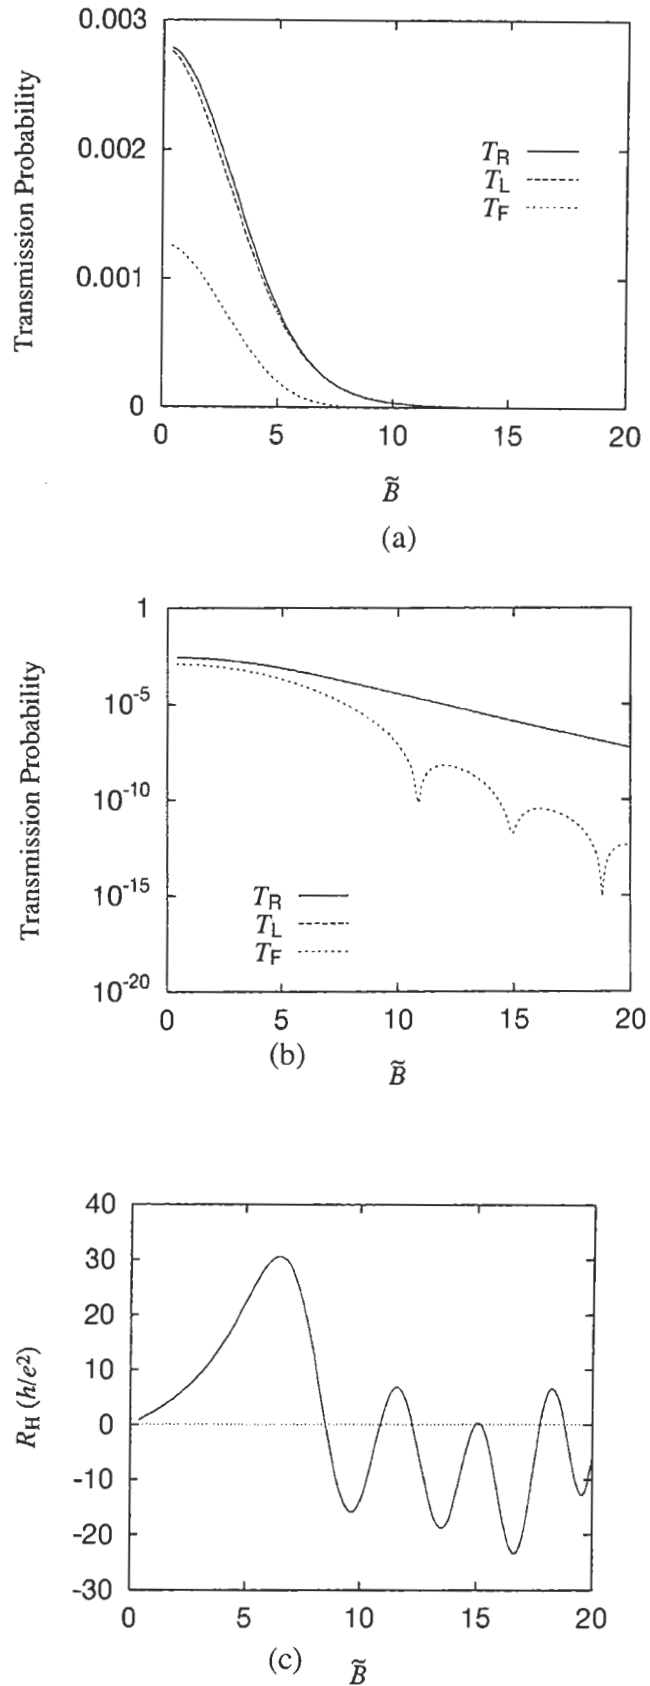 0.003
0.002
0.001
0
Transmission Probability
T_R
T_L
T_F
0 5 10 15 20
B̃
(a)
1
10^-5
10^-10
10^-15
10^-20
Transmission Probability
T_R
T_L
T_F
0 5 10 15 20
(b)
B̃
40
30
20
10
0
-10
-20
-30
R_H (h/e^2)
0 5 10 15 20
(c)
B̃